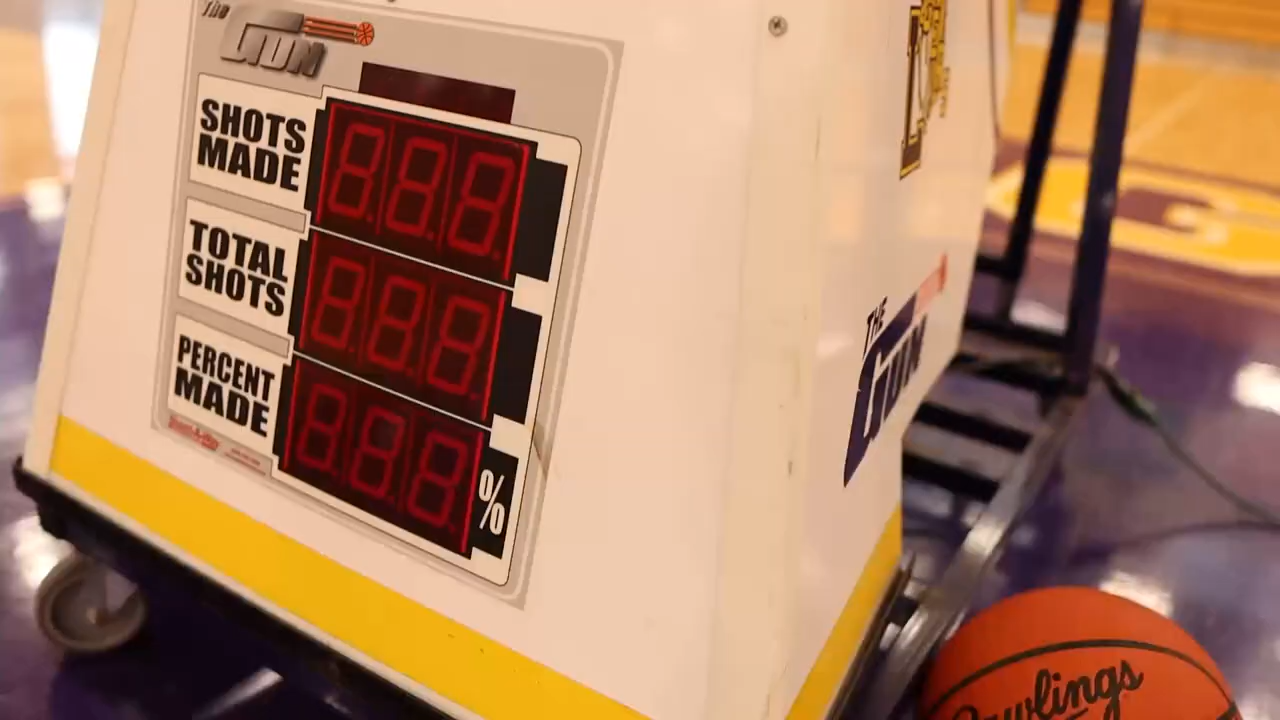 The
GUN
SHOTS
MADE
TOTAL
SHOTS
PERCENT
MADE
%
THE
GUN
Rawlings